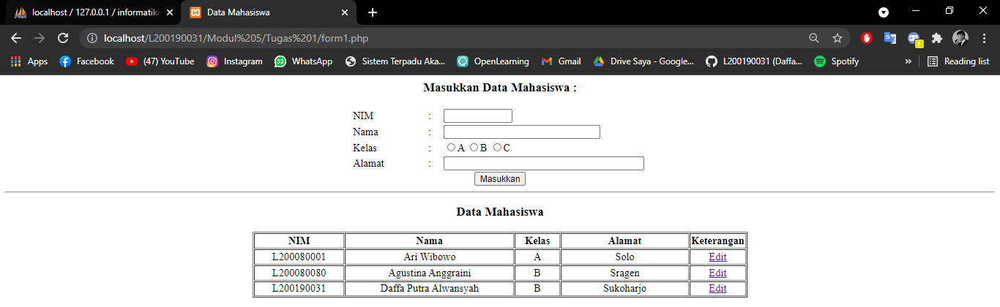 localhost / 127.0.0.1 / informatika
Data Mahasiswa
localhost/L200190031/Modul%205/Tugas%201/form1.php
Apps Facebook (47) YouTube Instagram 33 WhatsApp Sistem Terpadu Aka... OpenLearning Gmail Drive Saya - Google... L200190031 (Daffa... Spotify » Reading list
Masukkan Data Mahasiswa :
NIM :
Nama :
Kelas : A B C
Alamat :
Masukkan
Data Mahasiswa
NIM Nama Kelas Alamat Keterangan
L200080001 Ari Wibowo A Solo Edit
L200080080 Agustina Anggraini B Sragen Edit
L200190031 Daffa Putra Alwansyah B Sukoharjo Edit